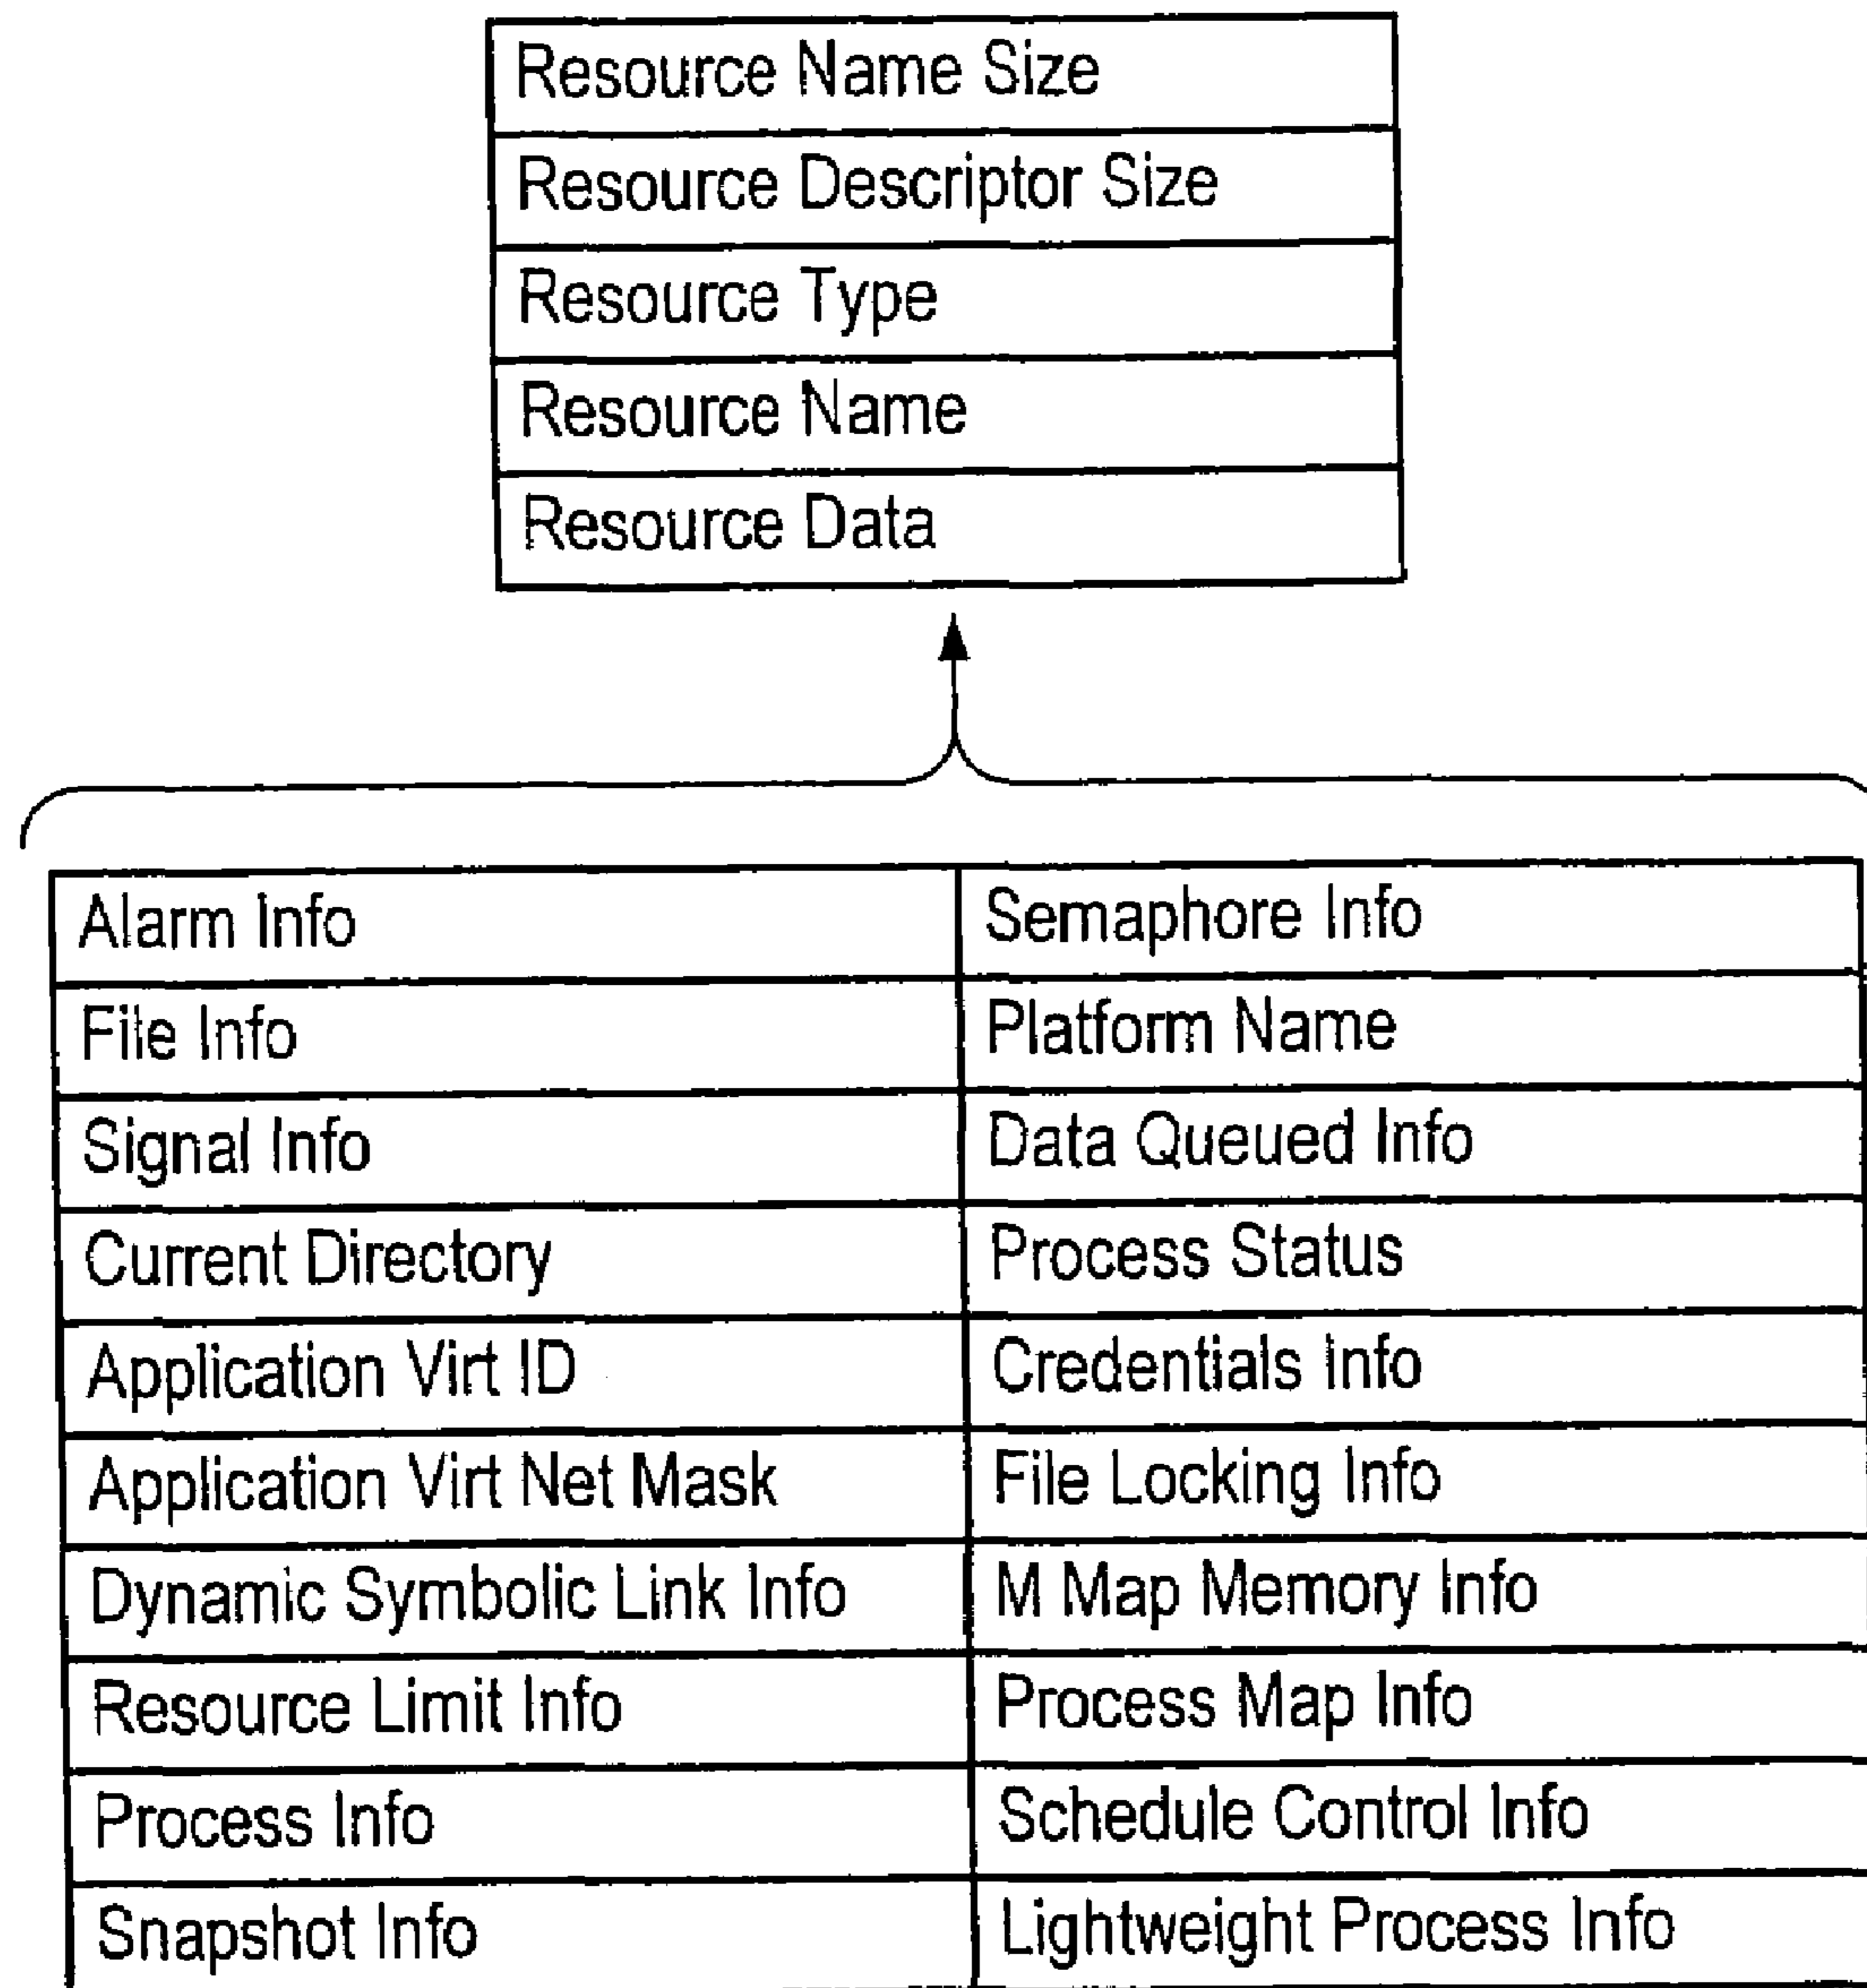 Resource Name Size
Resource Descriptor Size
Resource Type
Resource Name
Resource Data
Alarm Info Semaphore Info
File Info Platform Name
Signal Info Data Queued Info
Current Directory Process Status
Application Virt ID Credentials Info
Application Virt Net Mask File Locking Info
Dynamic Symbolic Link Info M Map Memory Info
Resource Limit Info Process Map Info
Process Info Schedule Control Info
Snapshot Info Lightweight Process Info